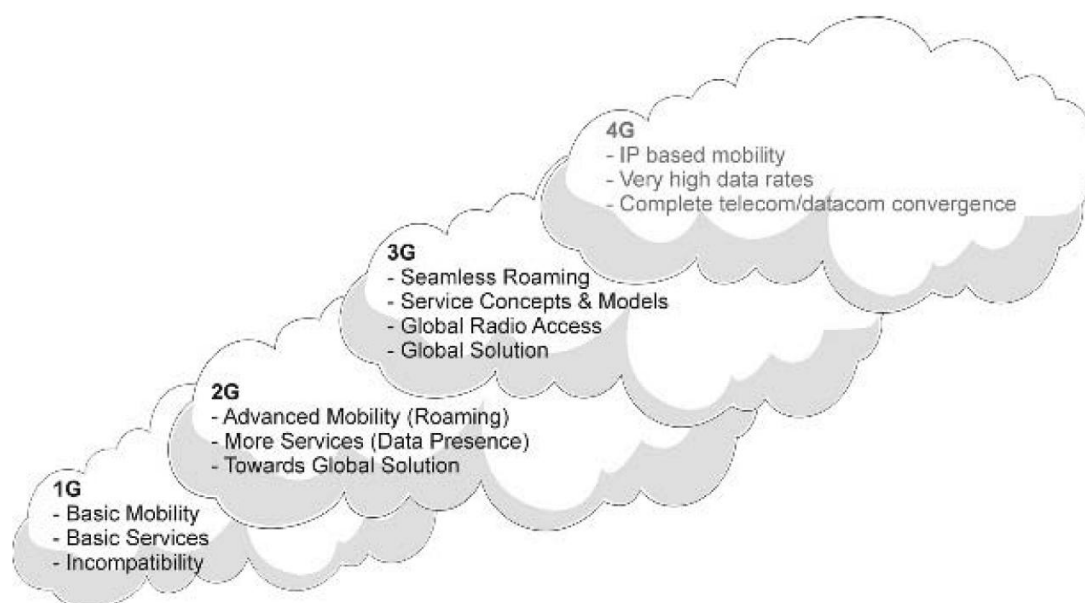 4G
- IP based mobility
- Very high data rates
- Complete telecom/datacom convergence
3G
- Seamless Roaming
- Service Concepts & Models
- Global Radio Access
- Global Solution
2G
- Advanced Mobility (Roaming)
- More Services (Data Presence)
- Towards Global Solution
1G
- Basic Mobility
- Basic Services
- Incompatibility